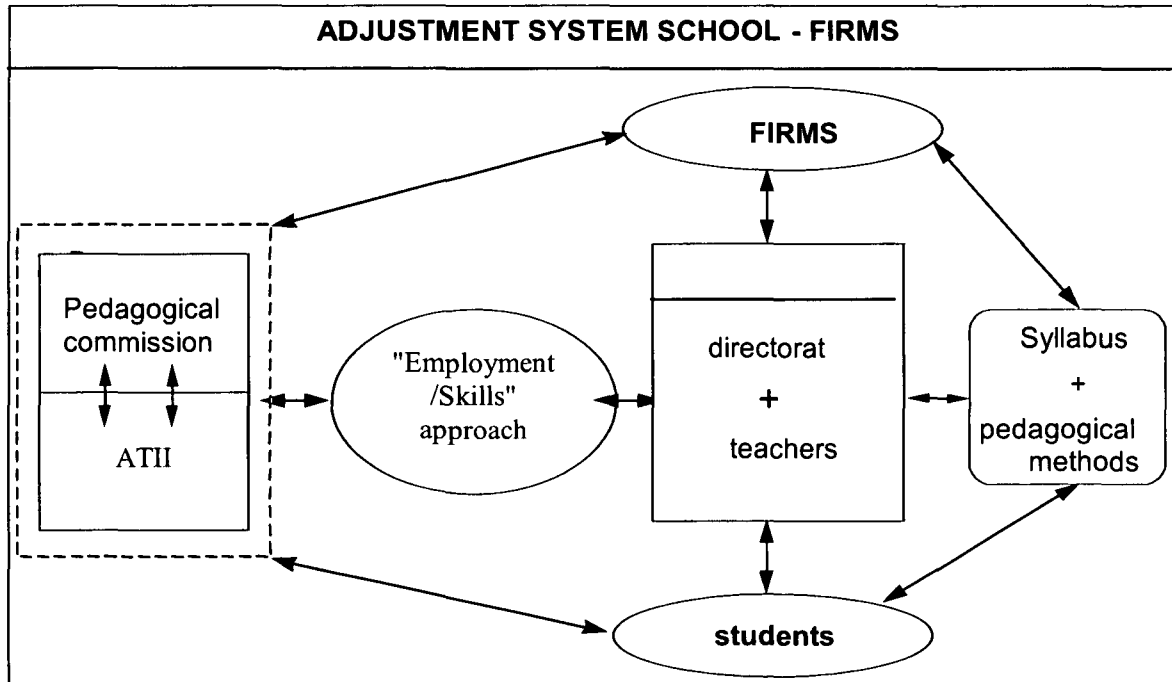 ADJUSTMENT SYSTEM SCHOOL - FIRMS
FIRMS
Pedagogical
commission
ATII
"Employment
/Skills"
approach
directorat
+
teachers
Syllabus
+
pedagogical
methods
students